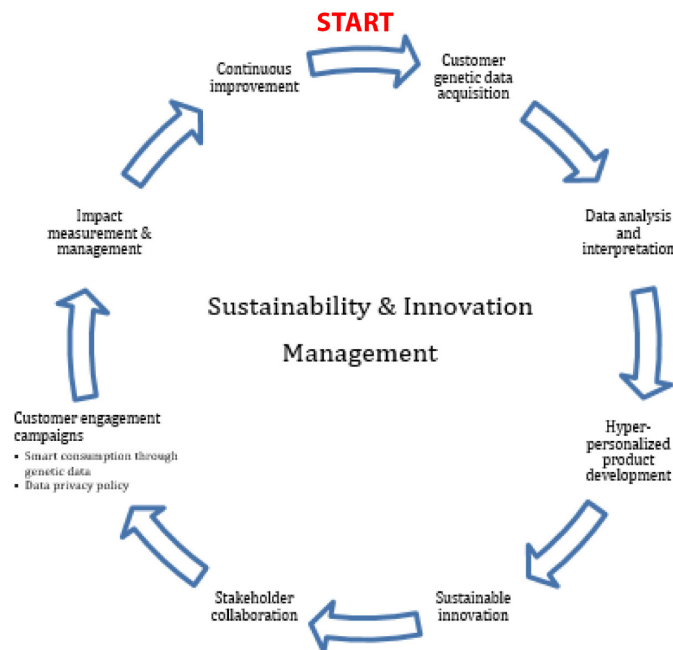 START
Customer
genetic data
acquisition
Data analysis
and
interpretation
Hyper-
personalized
product
development
Sustainable
innovation
Stakeholder
collaboration
Customer engagement
campaigns
• Smart consumption through
genetic data
• Data privacy policy
Impact
measurement &
management
Continuous
improvement
Sustainability & Innovation
Management